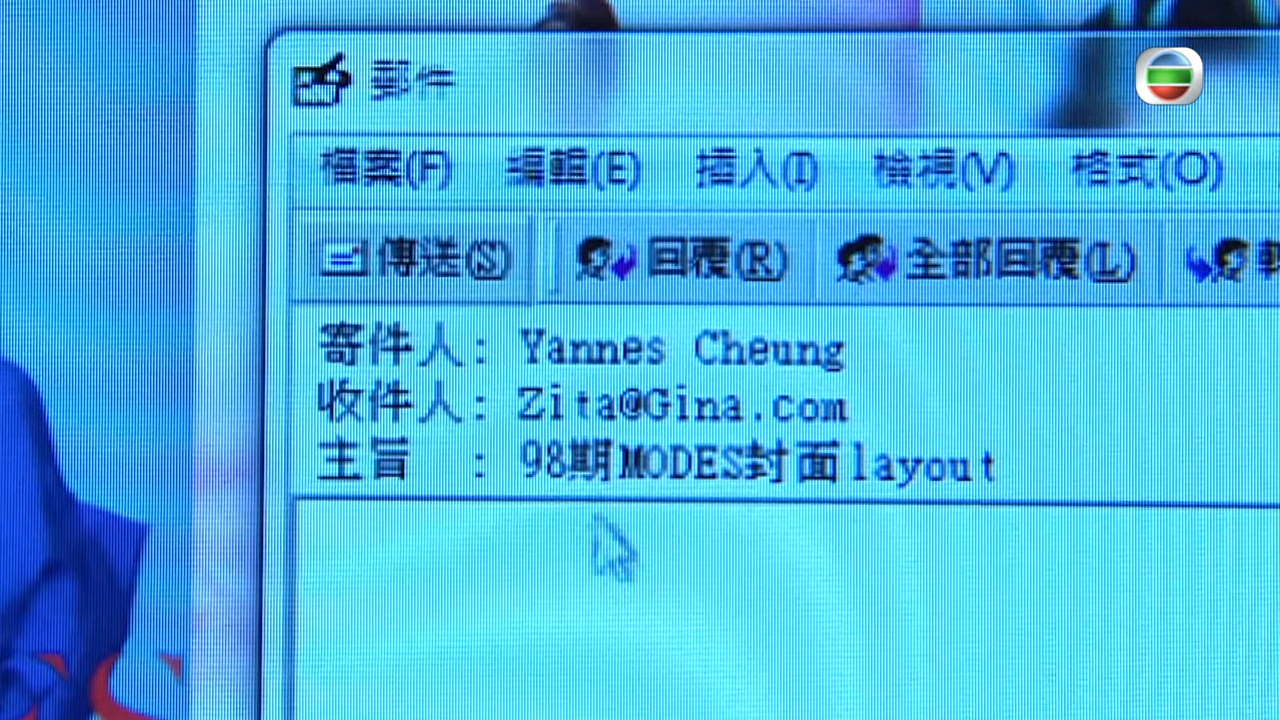 郵件
檔案(F) 編輯(E) 插入(I) 檢視(V) 格式(O)
傳送(S) 回覆(R) 全部回覆(L)
寄件人: Yannes Cheung
收件人: Zita@Gina.com
主旨 : 98期MODES封面layout
S